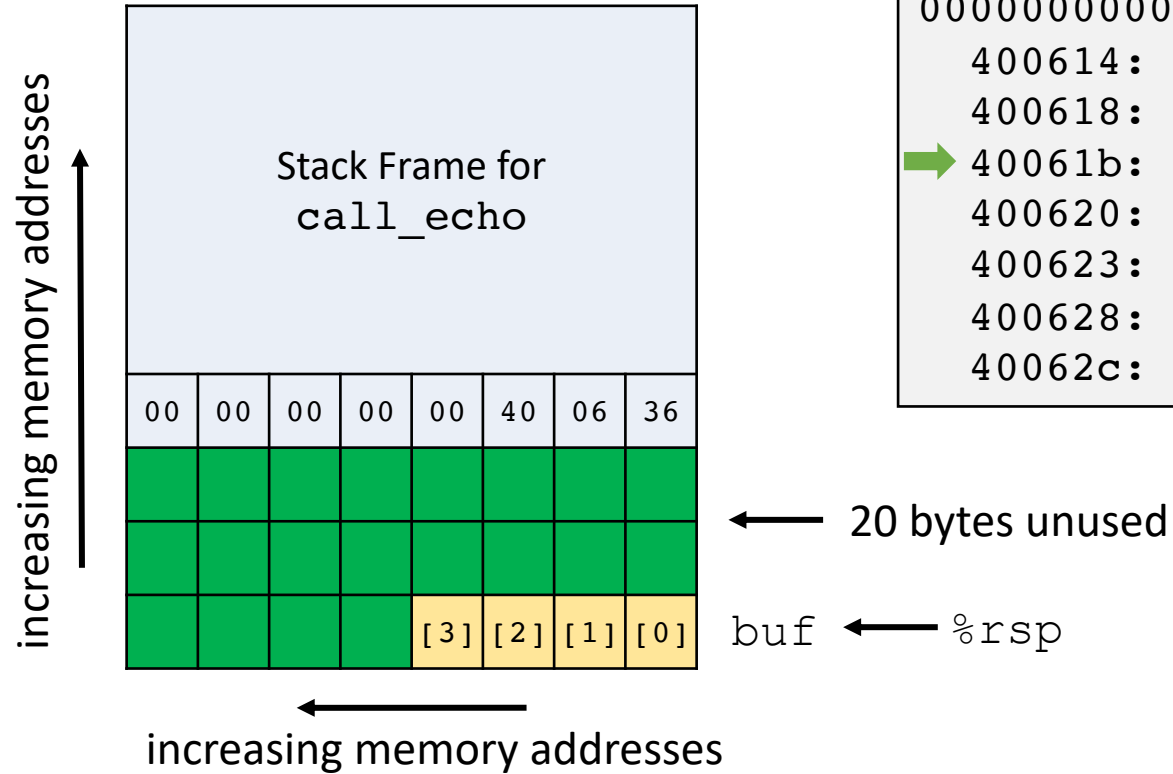 increasing memory addresses
Stack Frame for
call_echo
00 00 00 00 00 40 06 36
[3] [2] [1] [0]
buf
%rsp
20 bytes unused
increasing memory addresses
0000000000
400614:
400618:
40061b:
400620:
400623:
400628:
40062c: